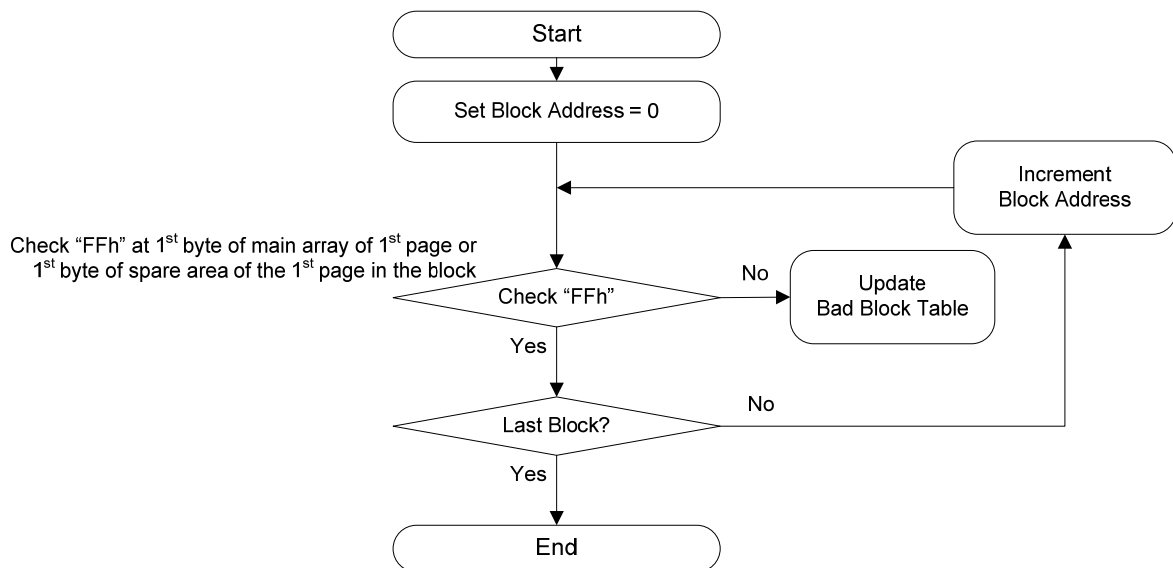 Start
Set Block Address = 0
Increment
Block Address
Check “FFh” at 1st byte of main array of 1st page or
1st byte of spare area of the 1st page in the block
Check “FFh”
No
Update
Bad Block Table
Yes
Last Block?
No
Yes
End